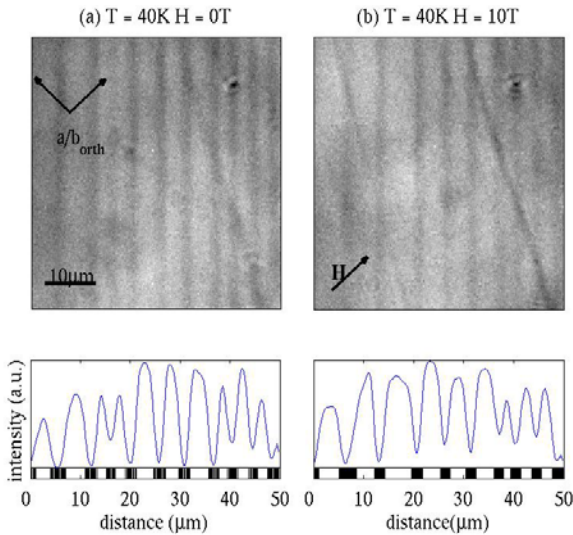 (a) T = 40K H = 0T
(b) T = 40K H = 10T
a/b orth
10μm
H
intensity (a.u.)
0 10 20 30 40 50
distance (μm)
0 10 20 30 40 50
distance(μm)